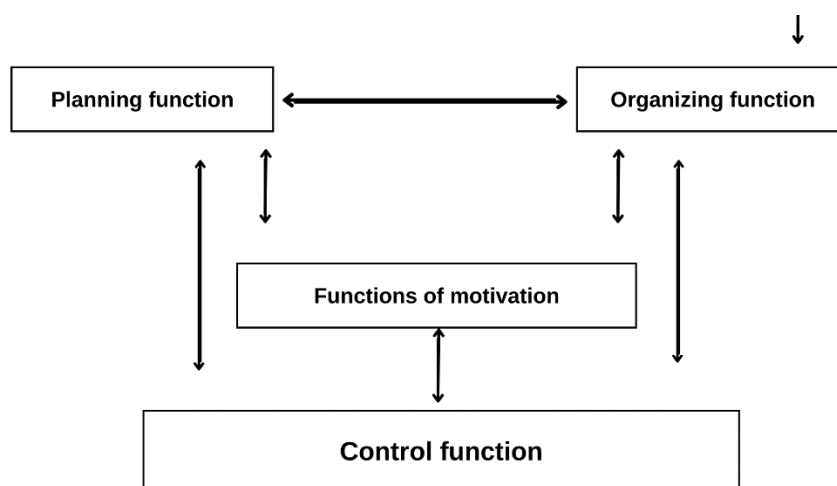 Planning function
Organizing function
Functions of motivation
Control function